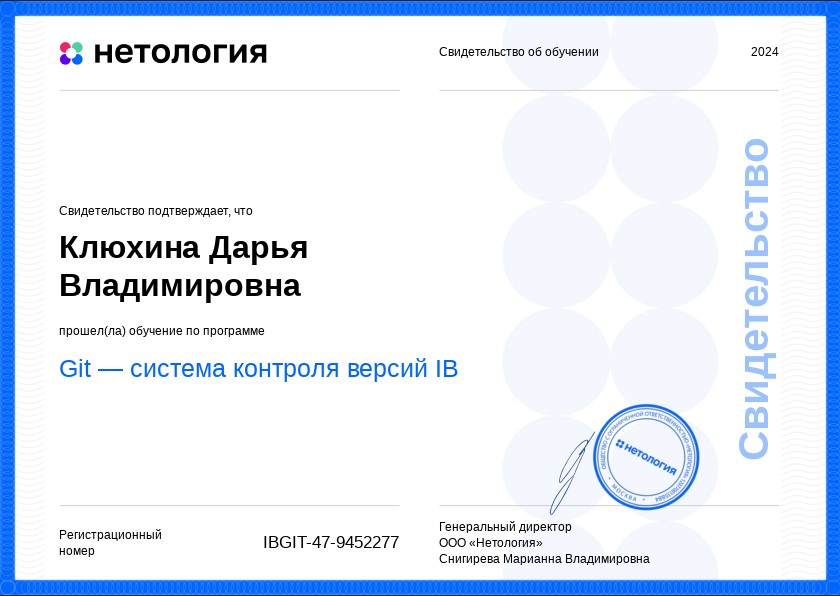 нетология
Свидетельство об обучении
2024
Свидетельство подтверждает, что
Клюхина Дарья
Владимировна
прошел(ла) обучение по программе
Git — система контроля версий IB
Свидетельство
Регистрационный
номер
IBGIT-47-9452277
НЕТОЛОГИЯ
МОСКВА
Генеральный директор
ООО «Нетология»
Снигирева Марианна Владимировна